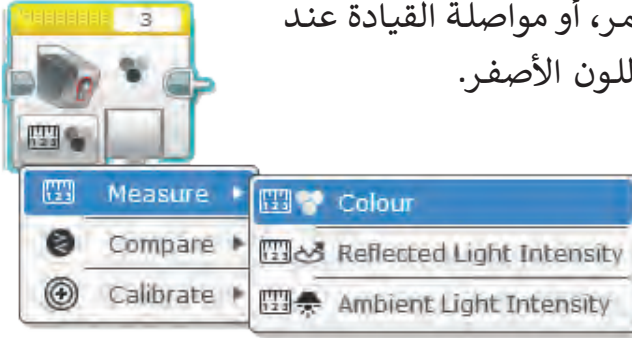 3
مر، أو مواصلة القيادة عند
للون الأصفر.
Measure
Compare
Calibrate
Colour
Reflected Light Intensity
Ambient Light Intensity